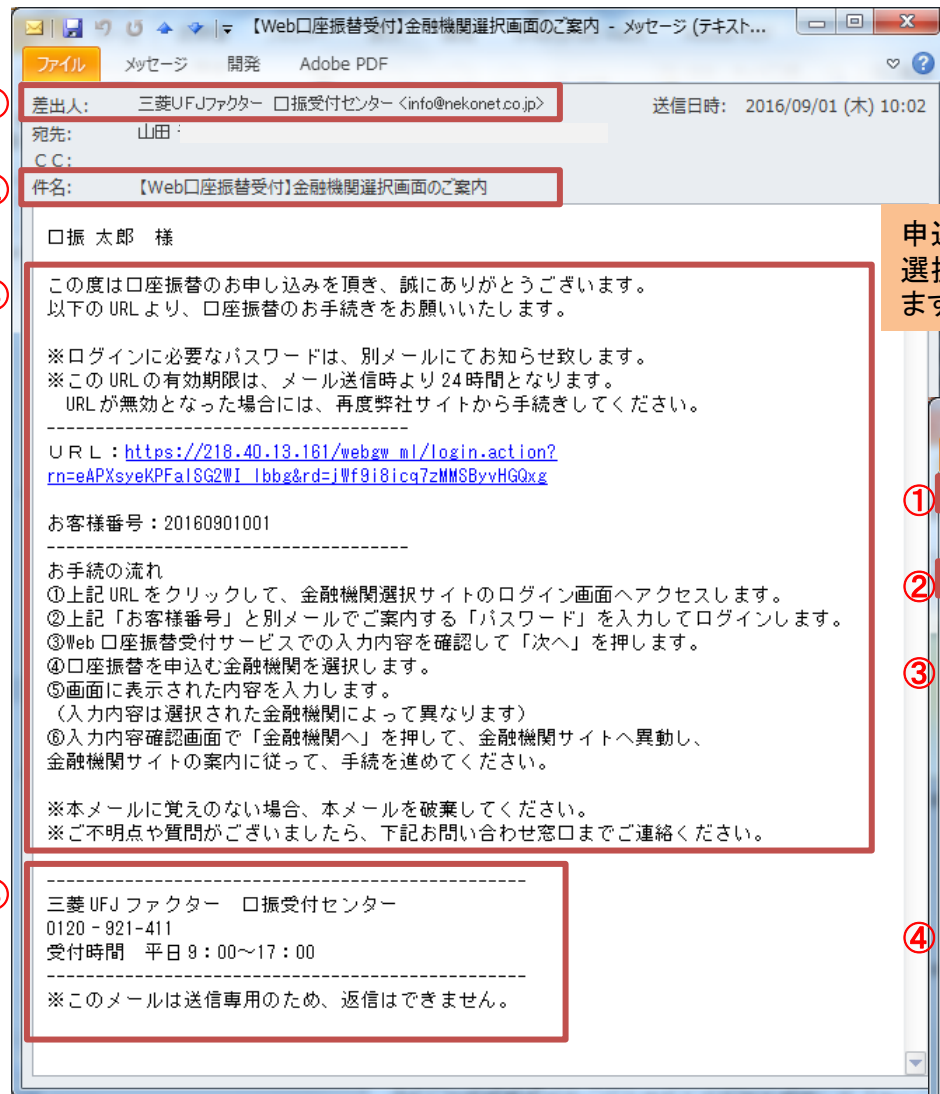 【Web口座振替受付】金融機関選択画面のご案内 - メッセージ (テキスト...
ファイル メッセージ 開発 Adobe PDF
差出人: 三菱UFJファクター 口振受付センター <info@nekonet.co.jp> 送信日時: 2016/09/01 (木) 10:02
宛先: 山田
CC:
件名: 【Web口座振替受付】金融機関選択画面のご案内
口振 太郎 様
申込
選択
ます
この度は口座振替のお申し込みを頂き、誠にありがとうございます。
以下の URL より、口座振替のお手続きをお願いいたします。
※ログインに必要なパスワードは、別メールにてお知らせ致します。
※この URL の有効期限は、メール送信時より 24 時間となります。
URL が無効となった場合には、再度弊社サイトから手続きしてください。
-------------------------------------
URL:https://218.40.13.161/webgw_ml/login.action?
rn=eAPXsyeKPFalSG2WI_lbbg&rd=jWf9i8icq7zMMSByvHGQxg
①
お客様番号:20160901001
-------------------------------------
お手続の流れ
①上記 URL をクリックして、金融機関選択サイトのログイン画面へアクセスします。
②
②上記「お客様番号」と別メールでご案内する「パスワード」を入力してログインします。
③Web 口座振替受付サービスでの入力内容を確認して「次へ」を押します。
④口座振替を申込む金融機関を選択します。
③
⑤画面に表示された内容を入力します。
(入力内容は選択された金融機関によって異なります)
⑥入力内容確認画面で「金融機関へ」を押して、金融機関サイトへ異動し、
金融機関サイトの案内に従って、手続を進めてください。
※本メールに覚えのない場合、本メールを破棄してください。
※ご不明点や質問がございましたら、下記お問い合わせ窓口までご連絡ください。
-------------------------------------------------
三菱 UFJ ファクター 口振受付センター
0120-921-411
④
受付時間 平日 9:00~17:00
-------------------------------------------------
※このメールは送信専用のため、返信はできません。